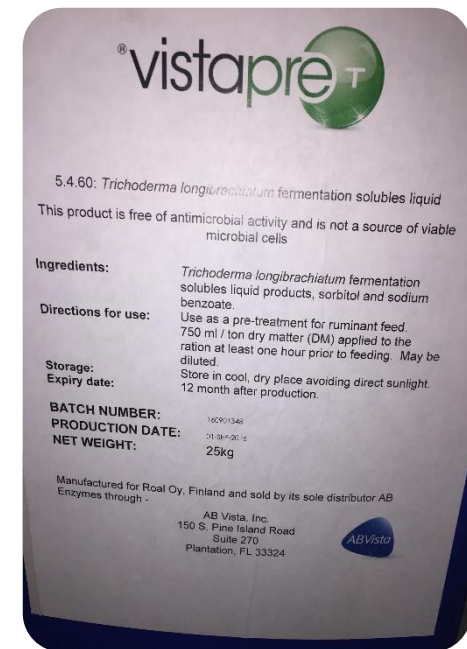 ®vistapre T
5.4.60: Trichoderma longibrachiatum fermentation solubles liquid
This product is free of antimicrobial activity and is not a source of viable
microbial cells
Ingredients: Trichoderma longibrachiatum fermentation
solubles liquid products, sorbitol and sodium
benzoate.
Directions for use: Use as a pre-treatment for ruminant feed.
750 ml / ton dry matter (DM) applied to the
ration at least one hour prior to feeding. May be
diluted.
Storage: Store in cool, dry place avoiding direct sunlight.
Expiry date: 12 month after production.
BATCH NUMBER: 160901348
PRODUCTION DATE:
NET WEIGHT: 25kg
Manufactured for Roal Oy, Finland and sold by its sole distributor AB
Enzymes through -
AB Vista, Inc.
150 S. Pine Island Road
Suite 270
Plantation, FL 33324
ABVista